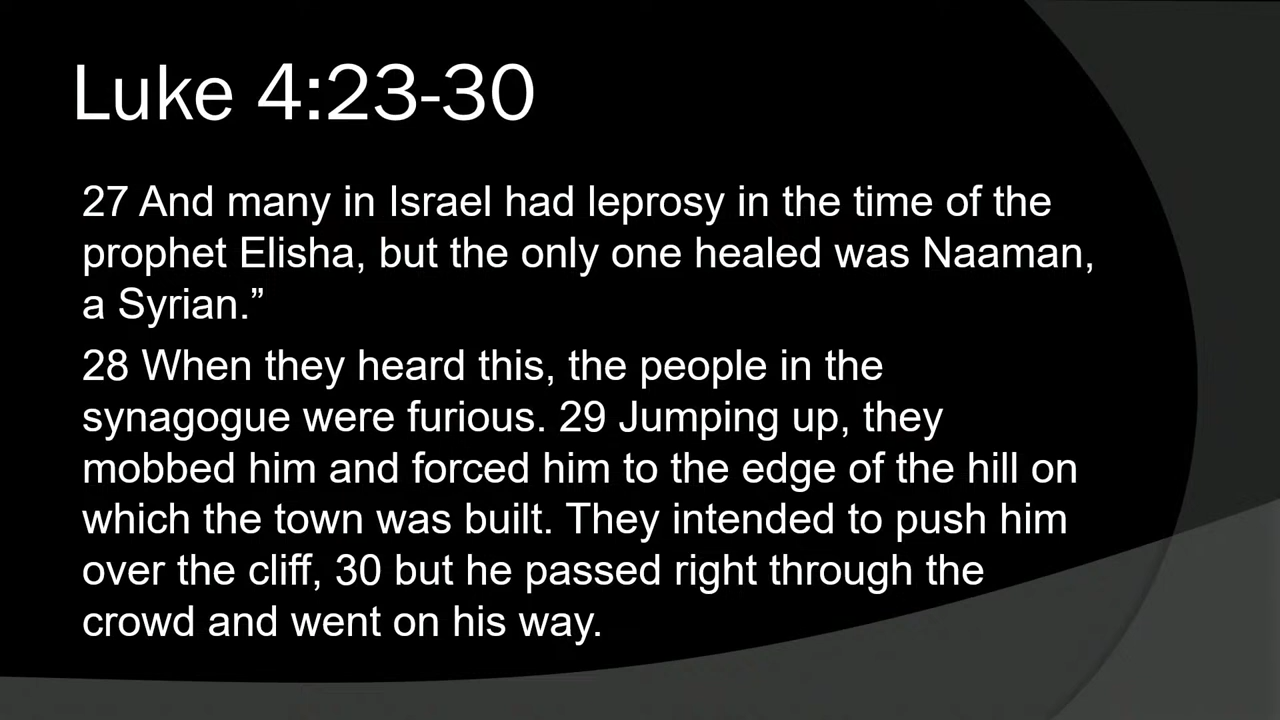 Luke 4:23-30
27 And many in Israel had leprosy in the time of the
prophet Elisha, but the only one healed was Naaman,
a Syrian.”
28 When they heard this, the people in the
synagogue were furious. 29 Jumping up, they
mobbed him and forced him to the edge of the hill on
which the town was built. They intended to push him
over the cliff, 30 but he passed right through the
crowd and went on his way.